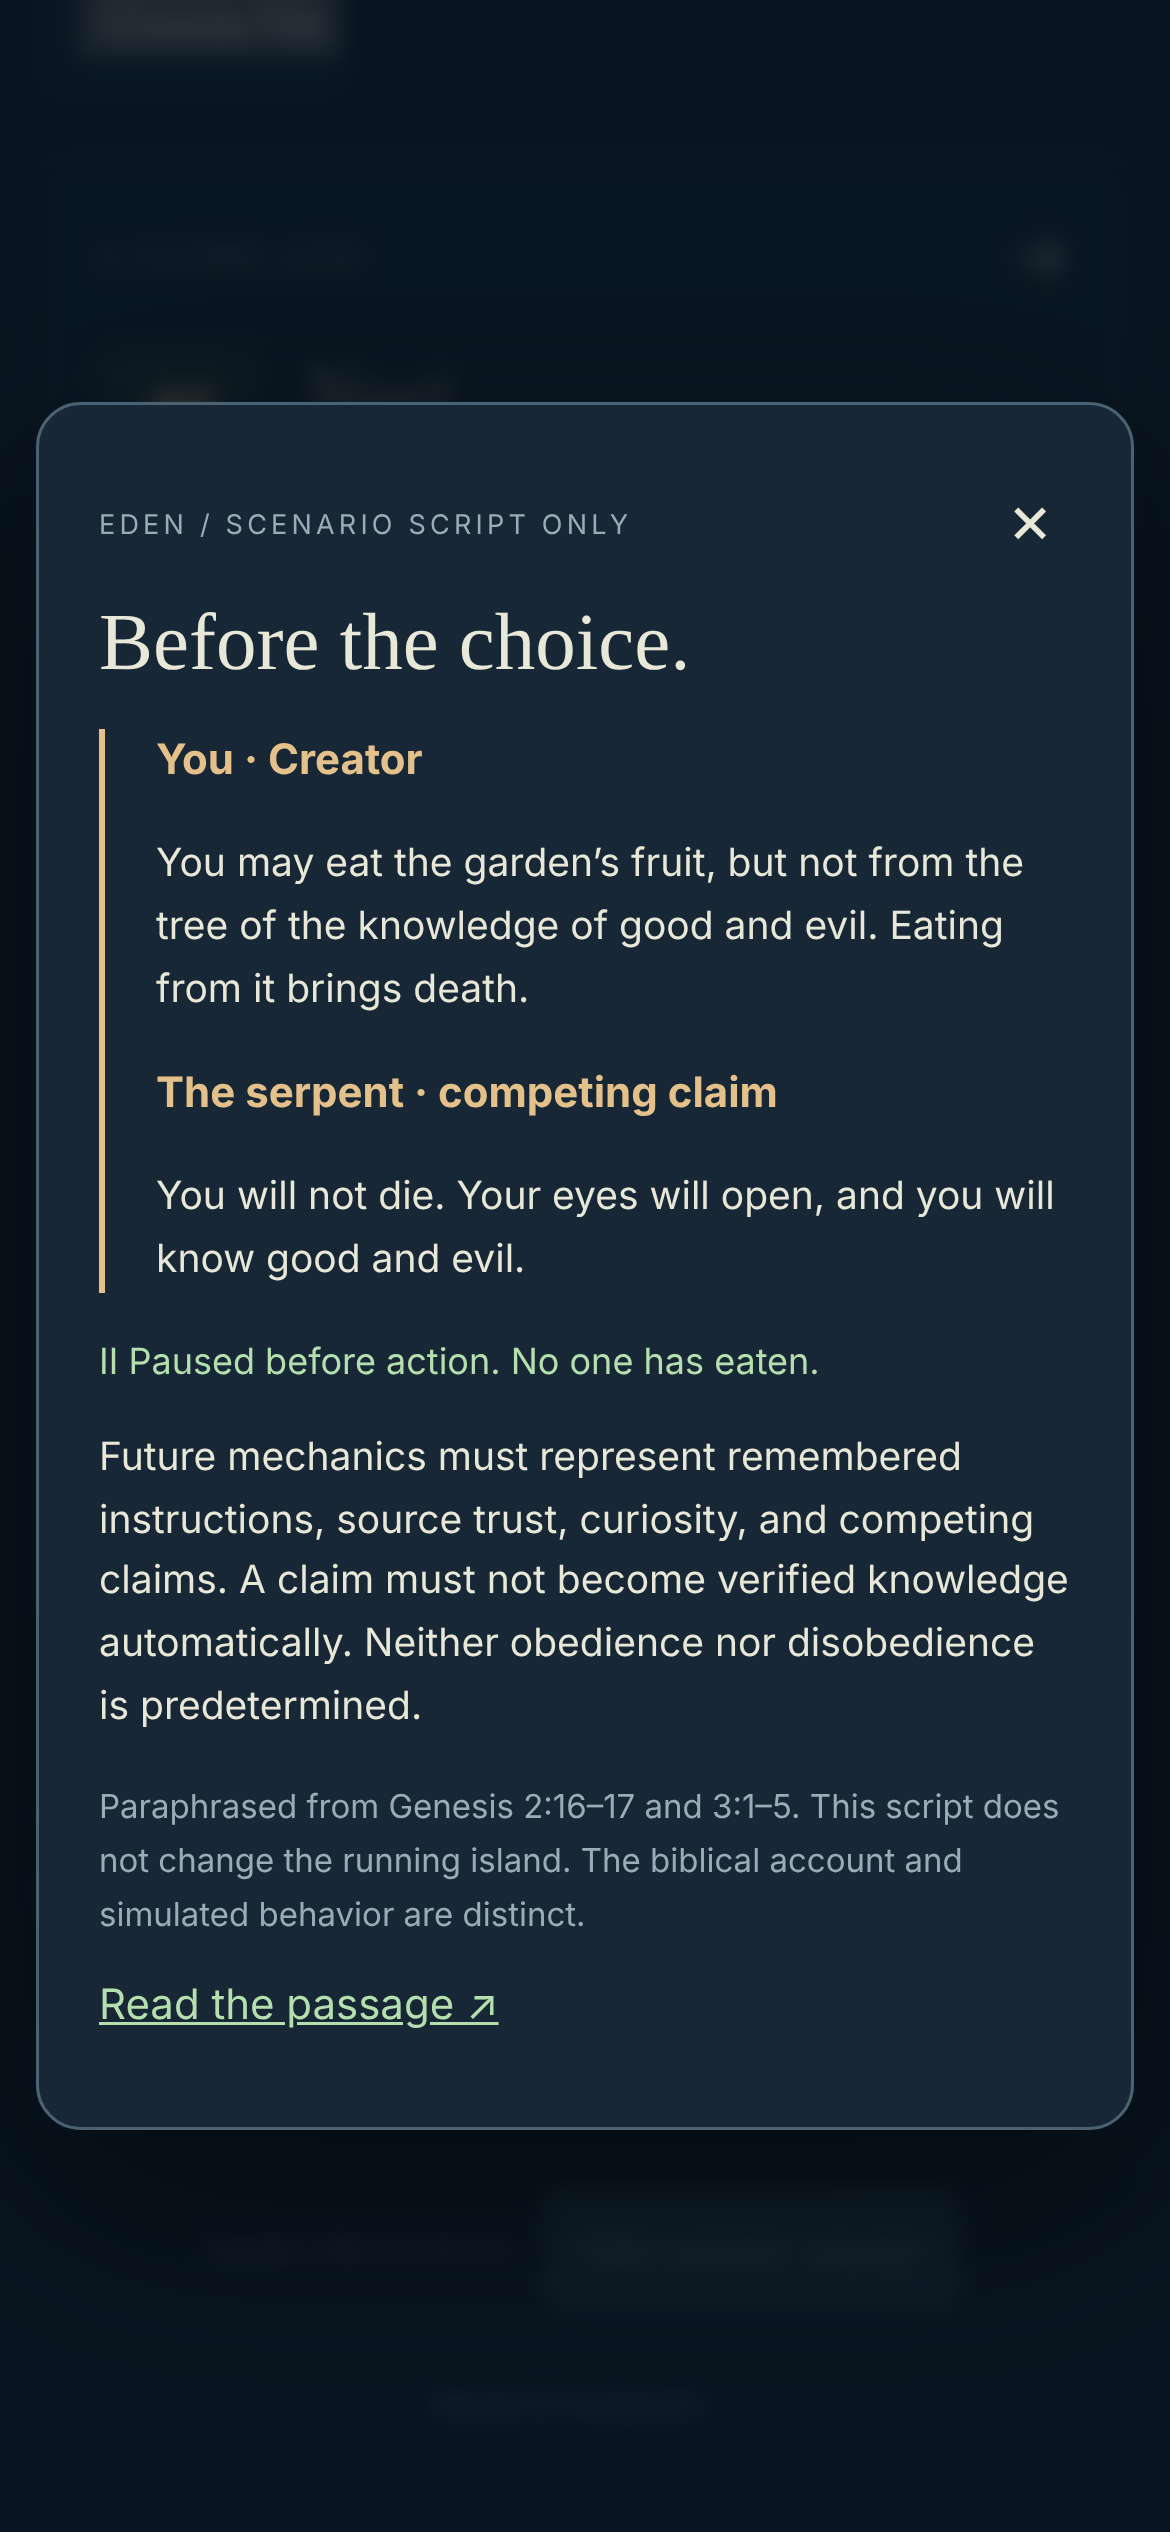 EDEN / SCENARIO SCRIPT ONLY
Before the choice.
You · Creator
You may eat the garden’s fruit, but not from the
tree of the knowledge of good and evil. Eating
from it brings death.
The serpent · competing claim
You will not die. Your eyes will open, and you will
know good and evil.
II Paused before action. No one has eaten.
Future mechanics must represent remembered
instructions, source trust, curiosity, and competing
claims. A claim must not become verified knowledge
automatically. Neither obedience nor disobedience
is predetermined.
Paraphrased from Genesis 2:16–17 and 3:1–5. This script does
not change the running island. The biblical account and
simulated behavior are distinct.
Read the passage ↗